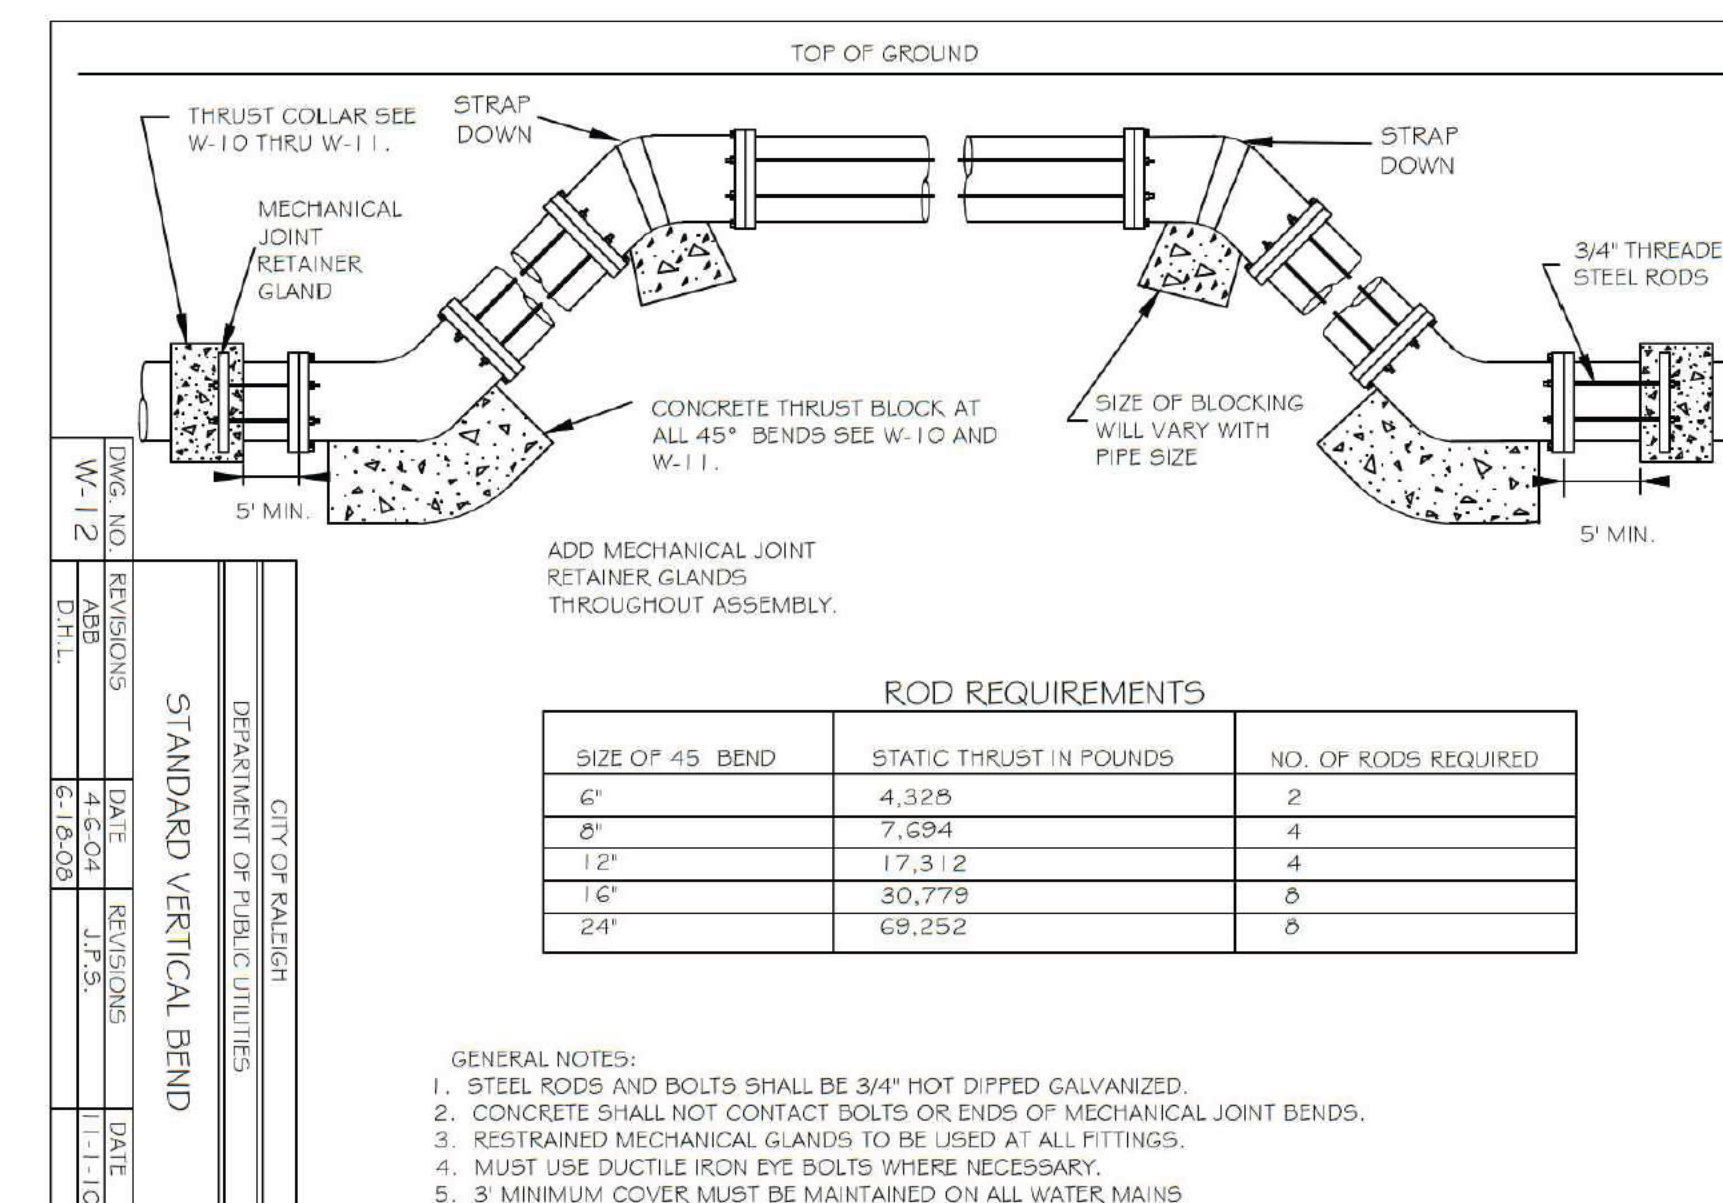 TOP OF GROUND
THRUST COLLAR SEE
W-10 THRU W-11.
STRAP
DOWN
STRAP
DOWN
MECHANICAL
JOINT
RETAINER
GLAND
3/4" THREADE
STEEL RODS
CONCRETE THRUST BLOCK AT
ALL 45° BENDS SEE W-10 AND
W-11.
SIZE OF BLOCKING
WILL VARY WITH
PIPE SIZE
5' MIN.
5' MIN.
ADD MECHANICAL JOINT
RETAINER GLANDS
THROUGHOUT ASSEMBLY.
ROD REQUIREMENTS
SIZE OF 45 BEND STATIC THRUST IN POUNDS NO. OF RODS REQUIRED
6" 4,328 2
8" 7,694 4
12" 17,312 4
16" 30,779 8
24" 69,252 8
GENERAL NOTES:
1. STEEL RODS AND BOLTS SHALL BE 3/4" HOT DIPPED GALVANIZED.
2. CONCRETE SHALL NOT CONTACT BOLTS OR ENDS OF MECHANICAL JOINT BENDS.
3. RESTRAINED MECHANICAL GLANDS TO BE USED AT ALL FITTINGS.
4. MUST USE DUCTILE IRON EYE BOLTS WHERE NECESSARY.
5. 3' MINIMUM COVER MUST BE MAINTAINED ON ALL WATER MAINS
CITY OF RALEIGH
DEPARTMENT OF PUBLIC UTILITIES
STANDARD VERTICAL BEND
DWG. NO. REVISIONS DATE REVISIONS DATE
W-12 ABB 4-6-04 J.P.S. 11-1-10
D.H.L. 6-18-08